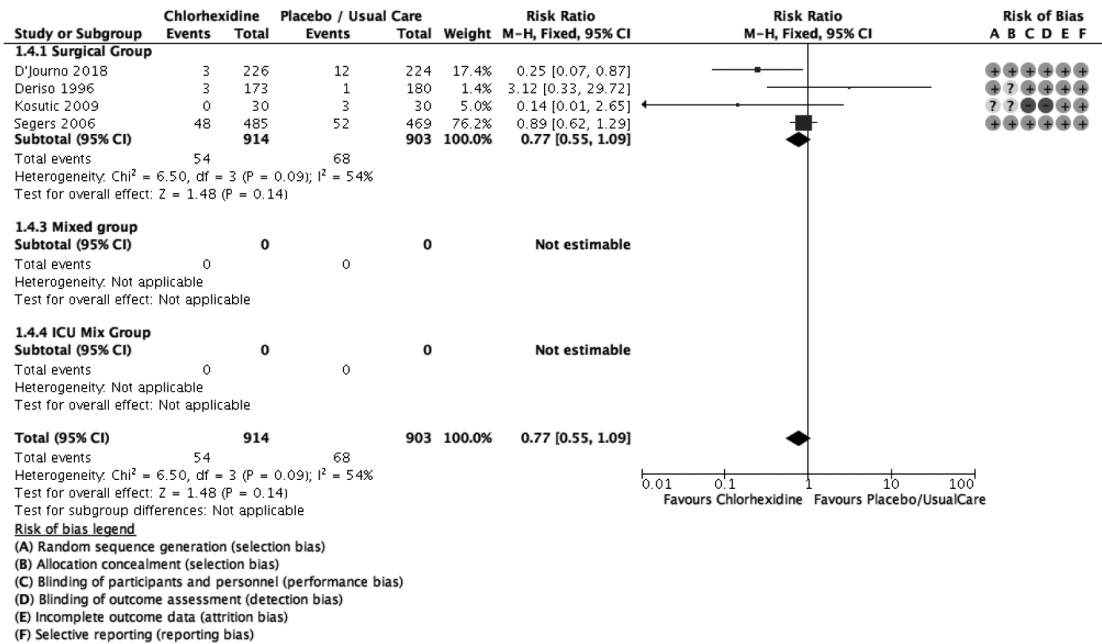 Chlorhexidine Placebo / Usual Care Risk Ratio Risk Ratio Risk of Bias
Study or Subgroup Events Total Events Total Weight M-H, Fixed, 95% CI M-H, Fixed, 95% CI A B C D E F
1.4.1 Surgical Group
D'Journo 2018 3 226 12 224 17.4% 0.25 [0.07, 0.87] + + + + + +
Deriso 1996 3 173 1 180 1.4% 3.12 [0.33, 29.72] + ? + + + +
Kosutic 2009 0 30 3 30 5.0% 0.14 [0.01, 2.65] ? ? - - + +
Segers 2006 48 485 52 469 76.2% 0.89 [0.62, 1.29] + + + + + +
Subtotal (95% CI) 914 903 100.0% 0.77 [0.55, 1.09]
Total events 54 68
Heterogeneity: Chi² = 6.50, df = 3 (P = 0.09); I² = 54%
Test for overall effect: Z = 1.48 (P = 0.14)
1.4.3 Mixed group
Subtotal (95% CI) 0 0 Not estimable
Total events 0 0
Heterogeneity: Not applicable
Test for overall effect: Not applicable
1.4.4 ICU Mix Group
Subtotal (95% CI) 0 0 Not estimable
Total events 0 0
Heterogeneity: Not applicable
Test for overall effect: Not applicable
Total (95% CI) 914 903 100.0% 0.77 [0.55, 1.09]
Total events 54 68
Heterogeneity: Chi² = 6.50, df = 3 (P = 0.09); I² = 54%
Test for overall effect: Z = 1.48 (P = 0.14)
Test for subgroup differences: Not applicable
0.01 0.1 1 10 100
Favours Chlorhexidine Favours Placebo/UsualCare
Risk of bias legend
(A) Random sequence generation (selection bias)
(B) Allocation concealment (selection bias)
(C) Blinding of participants and personnel (performance bias)
(D) Blinding of outcome assessment (detection bias)
(E) Incomplete outcome data (attrition bias)
(F) Selective reporting (reporting bias)